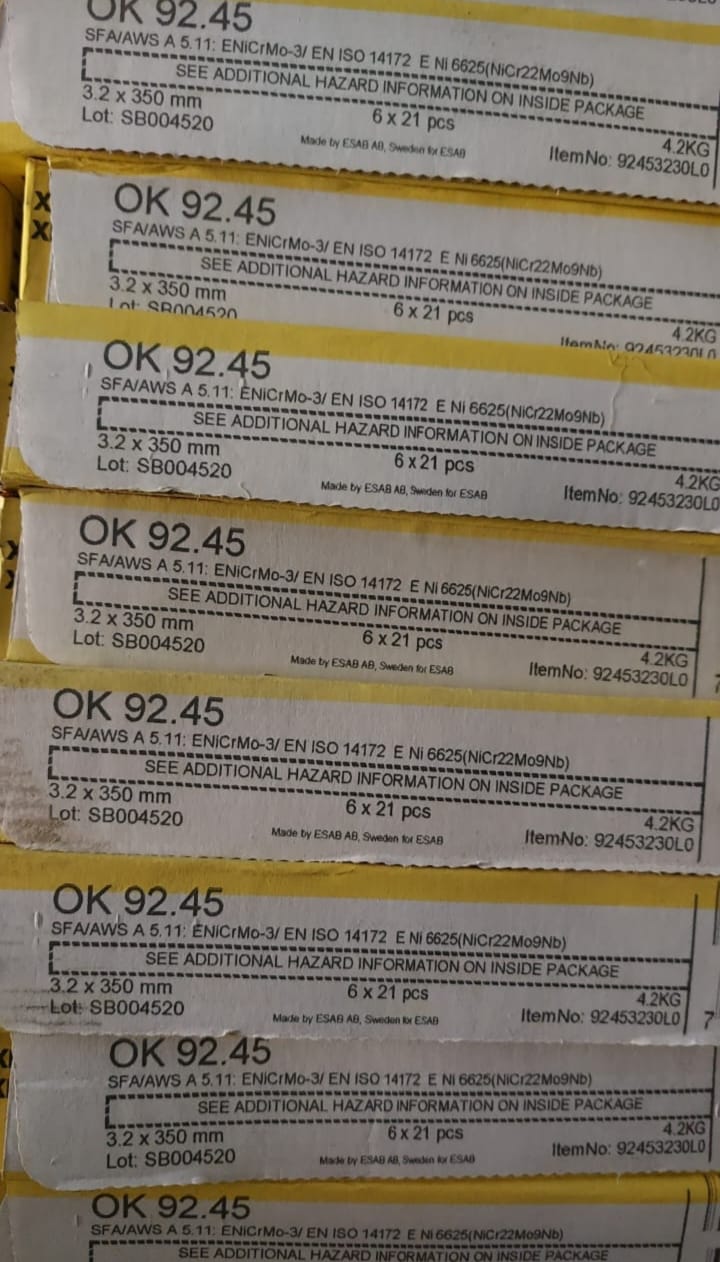 OK 92.45
SFA/AWS A 5.11: ENiCrMo-3/ EN ISO 14172 E Ni 6625(NiCr22Mo9Nb)
SEE ADDITIONAL HAZARD INFORMATION ON INSIDE PACKAGE
3.2 x 350 mm 6 x 21 pcs 4.2KG
Lot: SB004520 Made by ESAB AB, Sweden for ESAB ItemNo: 92453230L0
OK 92.45
SFA/AWS A 5.11: ENiCrMo-3/ EN ISO 14172 E Ni 6625(NiCr22Mo9Nb)
SEE ADDITIONAL HAZARD INFORMATION ON INSIDE PACKAGE
3.2 x 350 mm 6 x 21 pcs 4.2KG
Lot: SB004520 ItemNo: 92453230L0
OK 92.45
SFA/AWS A 5.11: ENiCrMo-3/ EN ISO 14172 E Ni 6625(NiCr22Mo9Nb)
SEE ADDITIONAL HAZARD INFORMATION ON INSIDE PACKAGE
3.2 x 350 mm 6 x 21 pcs 4.2KG
Lot: SB004520 Made by ESAB AB, Sweden for ESAB ItemNo: 92453230L0
OK 92.45
SFA/AWS A 5.11: ENiCrMo-3/ EN ISO 14172 E Ni 6625(NiCr22Mo9Nb)
SEE ADDITIONAL HAZARD INFORMATION ON INSIDE PACKAGE
3.2 x 350 mm 6 x 21 pcs 4.2KG
Lot: SB004520 Made by ESAB AB, Sweden for ESAB ItemNo: 92453230L0
OK 92.45
SFA/AWS A 5.11: ENiCrMo-3/ EN ISO 14172 E Ni 6625(NiCr22Mo9Nb)
SEE ADDITIONAL HAZARD INFORMATION ON INSIDE PACKAGE
3.2 x 350 mm 6 x 21 pcs 4.2KG
Lot: SB004520 Made by ESAB AB, Sweden for ESAB ItemNo: 92453230L0
OK 92.45
SFA/AWS A 5.11: ENiCrMo-3/ EN ISO 14172 E Ni 6625(NiCr22Mo9Nb)
SEE ADDITIONAL HAZARD INFORMATION ON INSIDE PACKAGE
3.2 x 350 mm 6 x 21 pcs 4.2KG
Lot: SB004520 Made by ESAB AB, Sweden for ESAB ItemNo: 92453230L0 7
OK 92.45
SFA/AWS A 5.11: ENiCrMo-3/ EN ISO 14172 E Ni 6625(NiCr22Mo9Nb)
SEE ADDITIONAL HAZARD INFORMATION ON INSIDE PACKAGE
3.2 x 350 mm 6 x 21 pcs 4.2KG
Lot: SB004520 Made by ESAB AB, Sweden for ESAB ItemNo: 92453230L0
OK 92.45
SFA/AWS A 5.11: ENiCrMo-3/ EN ISO 14172 E Ni 6625(NiCr22Mo9Nb)
SEE ADDITIONAL HAZARD INFORMATION ON INSIDE PACKAGE